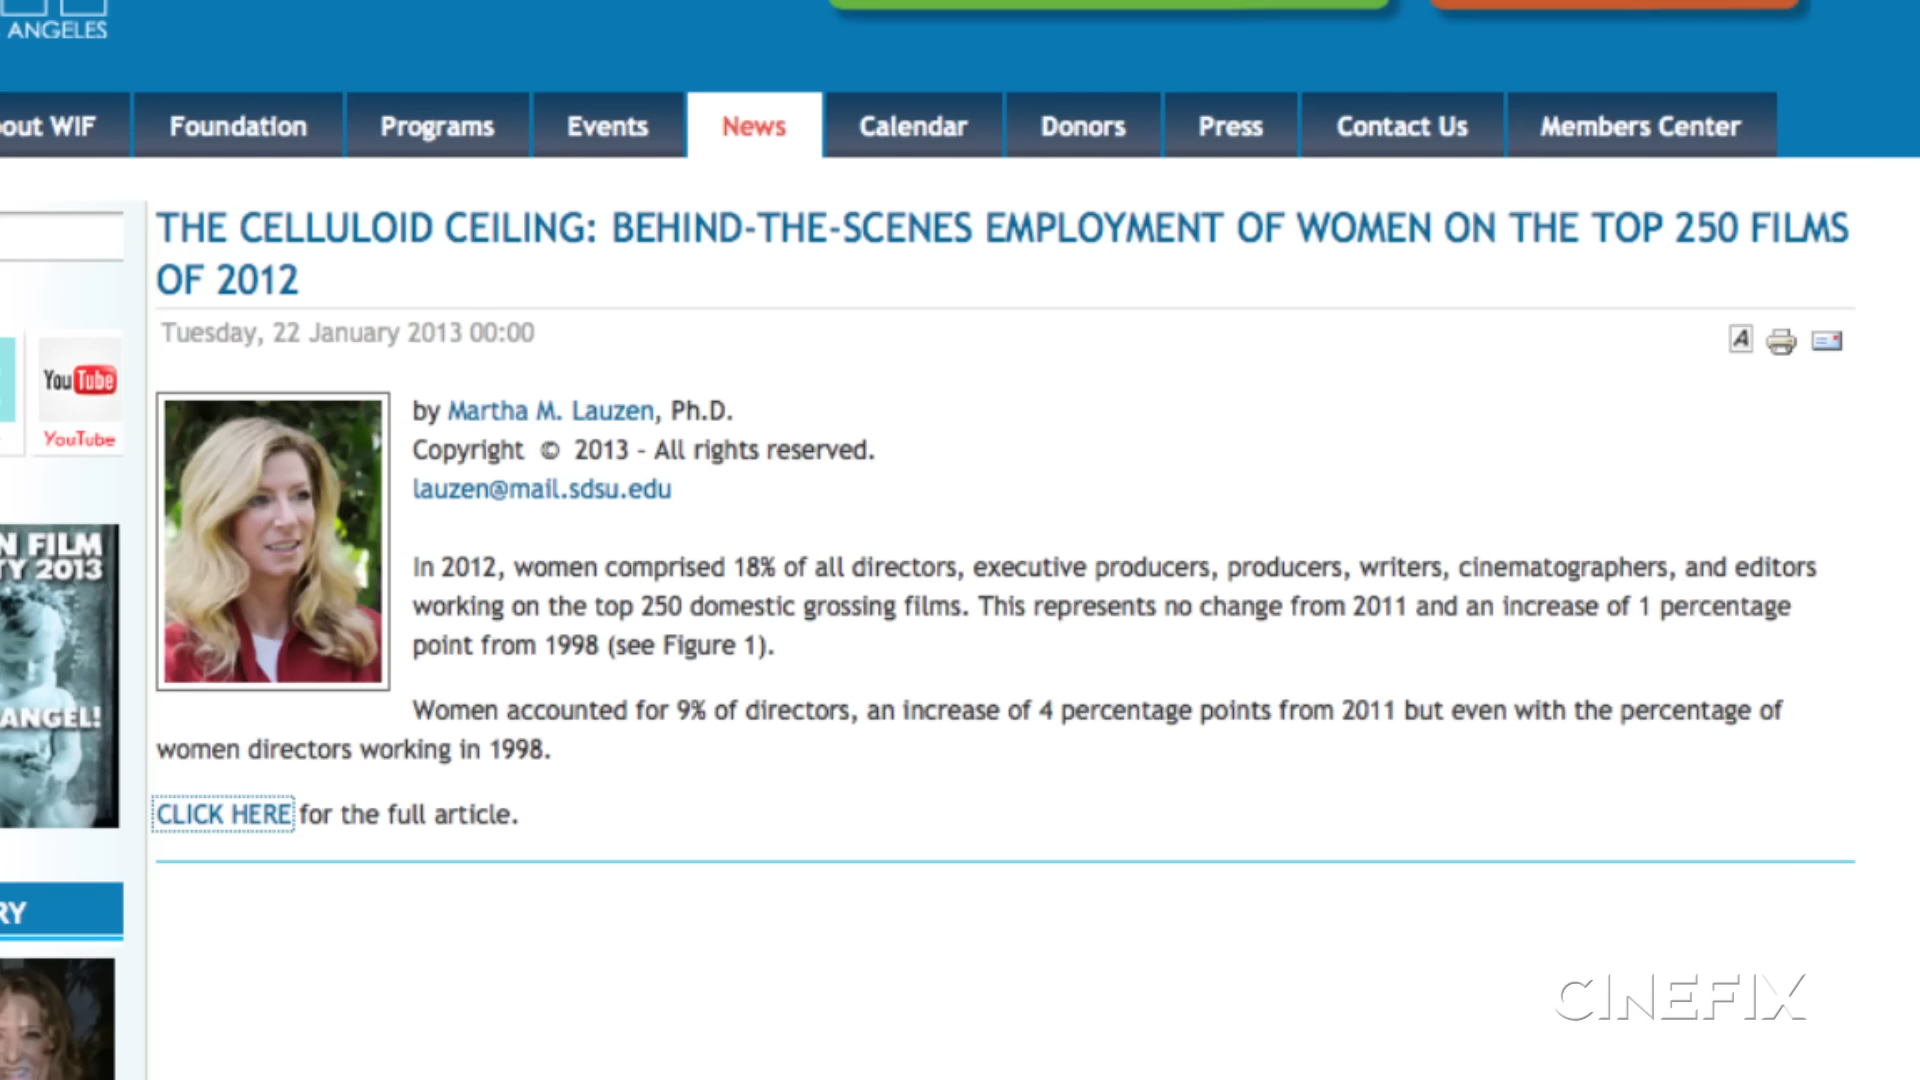 ANGELES
out WIF
Foundation
Programs
Events
News
Calendar
Donors
Press
Contact Us
Members Center
THE CELLULOID CEILING: BEHIND-THE-SCENES EMPLOYMENT OF WOMEN ON THE TOP 250 FILMS
OF 2012
Tuesday, 22 January 2013 00:00
A
You Tube
YouTube
by Martha M. Lauzen, Ph.D.
Copyright © 2013 - All rights reserved.
lauzen@mail.sdsu.edu
N FILM
TY 2013
ANGEL!
In 2012, women comprised 18% of all directors, executive producers, producers, writers, cinematographers, and editors
working on the top 250 domestic grossing films. This represents no change from 2011 and an increase of 1 percentage
point from 1998 (see Figure 1).
Women accounted for 9% of directors, an increase of 4 percentage points from 2011 but even with the percentage of
women directors working in 1998.
CLICK HERE for the full article.
RY
CINEFIX